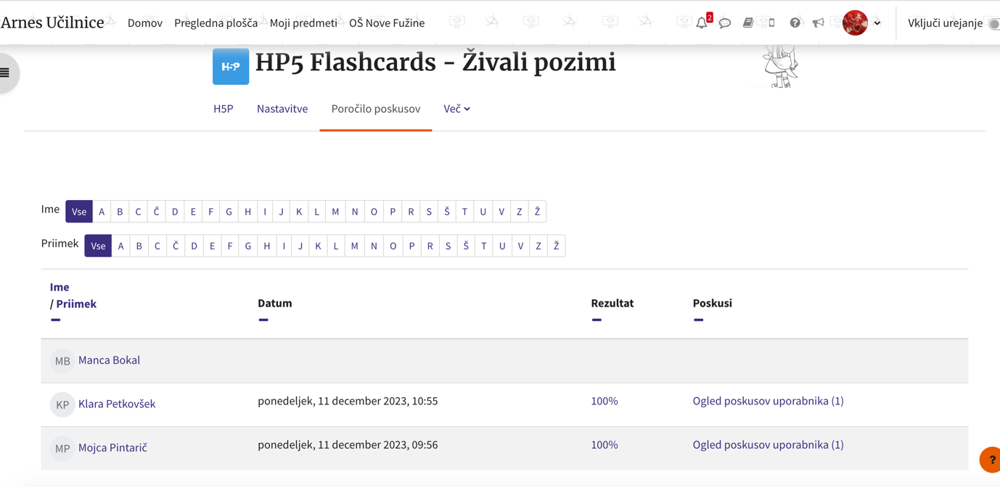 Arnes Učilnice Domov Pregledna plošča Moji predmeti OŠ Nove Fužine 2 ? Vključi urejanje
H5P HP5 Flashcards - Živali pozimi
H5P Nastavitve Poročilo poskusov Več
Ime Vse A B C Č D E F G H I J K L M N O P R S Š T U V Z Ž
Priimek Vse A B C Č D E F G H I J K L M N O P R S Š T U V Z Ž
Ime
/ Priimek Datum Rezultat Poskusi
MB Manca Bokal
KP Klara Petkovšek ponedeljek, 11 december 2023, 10:55 100% Ogled poskusov uporabnika (1)
MP Mojca Pintarič ponedeljek, 11 december 2023, 09:56 100% Ogled poskusov uporabnika (1)
?